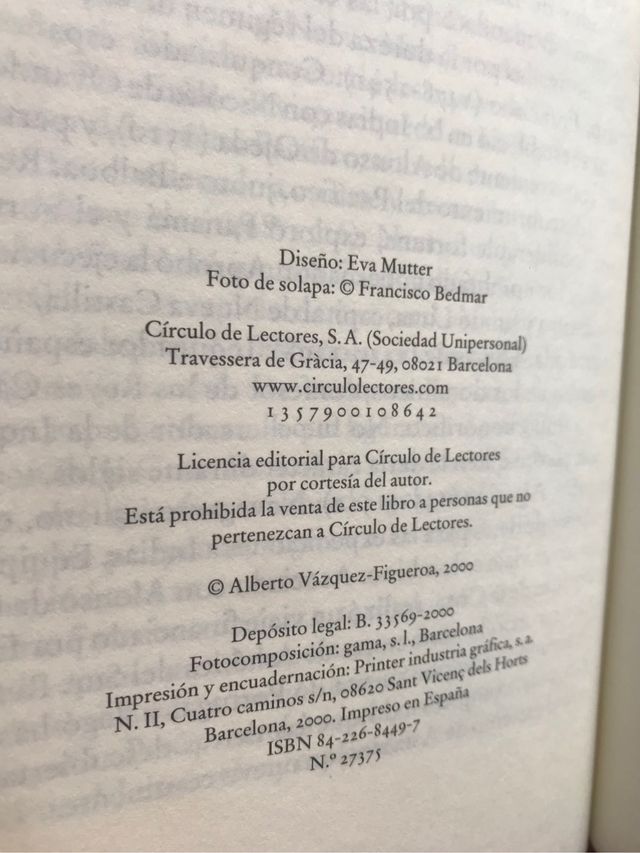 Diseño: Eva Mutter
Foto de solapa: © Francisco Bedmar
Círculo de Lectores, S. A. (Sociedad Unipersonal)
Travessera de Gràcia, 47-49, 08021 Barcelona
www.circulolectores.com
1 3 5 7 9 0 0 1 0 8 6 4 2
Licencia editorial para Círculo de Lectores
por cortesía del autor.
Está prohibida la venta de este libro a personas que no
pertenezcan a Círculo de Lectores.
© Alberto Vázquez-Figueroa, 2000
Depósito legal: B. 33569-2000
Fotocomposición: gama, s. l., Barcelona
Impresión y encuadernación: Printer industria gráfica, s. a.
N. II, Cuatro caminos s/n, 08620 Sant Vicenç dels Horts
Barcelona, 2000. Impreso en España
ISBN 84-226-8449-7
N.º 27375